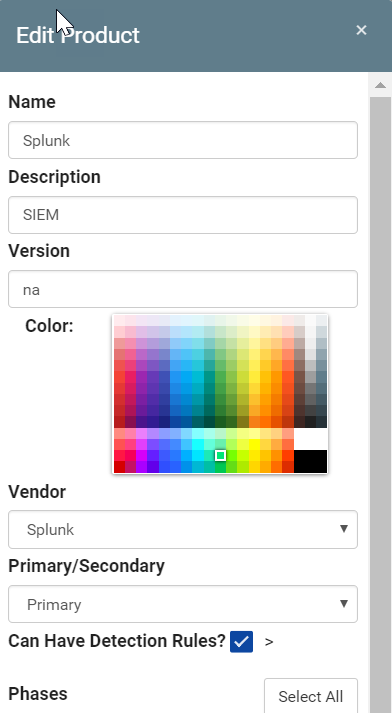 Edit Product ×
Name
Splunk
Description
SIEM
Version
na
Color:
Vendor
Splunk
Primary/Secondary
Primary
Can Have Detection Rules? >
Phases Select All